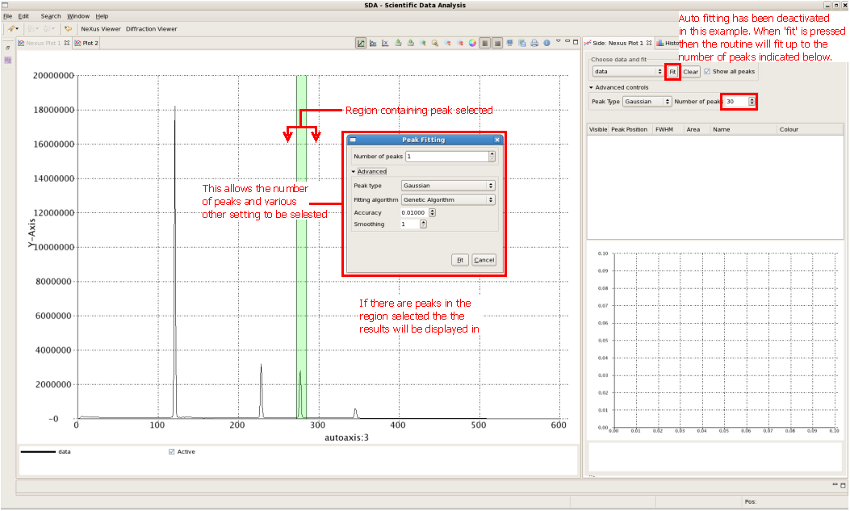 SDA - Scientific Data Analysis
File Edit Search Window Help
NeXus Viewer Diffraction Viewer
Nexus Plot 1 Plot 2
Side: Nexus Plot 1
Auto fitting has been deactivated
in this example. When 'fit' is pressed
then the routine will fit up to the
number of peaks indicated below.
Choose data and fit
data Fit Clear Show all peaks
Advanced controls
Peak Type Gaussian Number of peaks 30
Visible Peak Position FWHM Area Name Colour
Region containing peak selected
Peak Fitting
Number of peaks 1
Advanced
Peak type Gaussian
Fitting algorithm Genetic Algorithm
Accuracy 0.01000
Smoothing 1
Fit Cancel
This allows the number
of peaks and various
other setting to be selected
If there are peaks in the
region selected the the
results will be displayed in
Y-Axis
20000000
18000000
16000000
14000000
12000000
10000000
8000000
6000000
4000000
2000000
0
0 100 200 300 400 500 600
autoaxis:3
data Active
0.10
0.09
0.08
0.07
0.06
0.05
0.04
0.03
0.02
0.01
0.00
0.00 0.01 0.02 0.03 0.04 0.05 0.06 0.07 0.08 0.09 0.10
Pos: